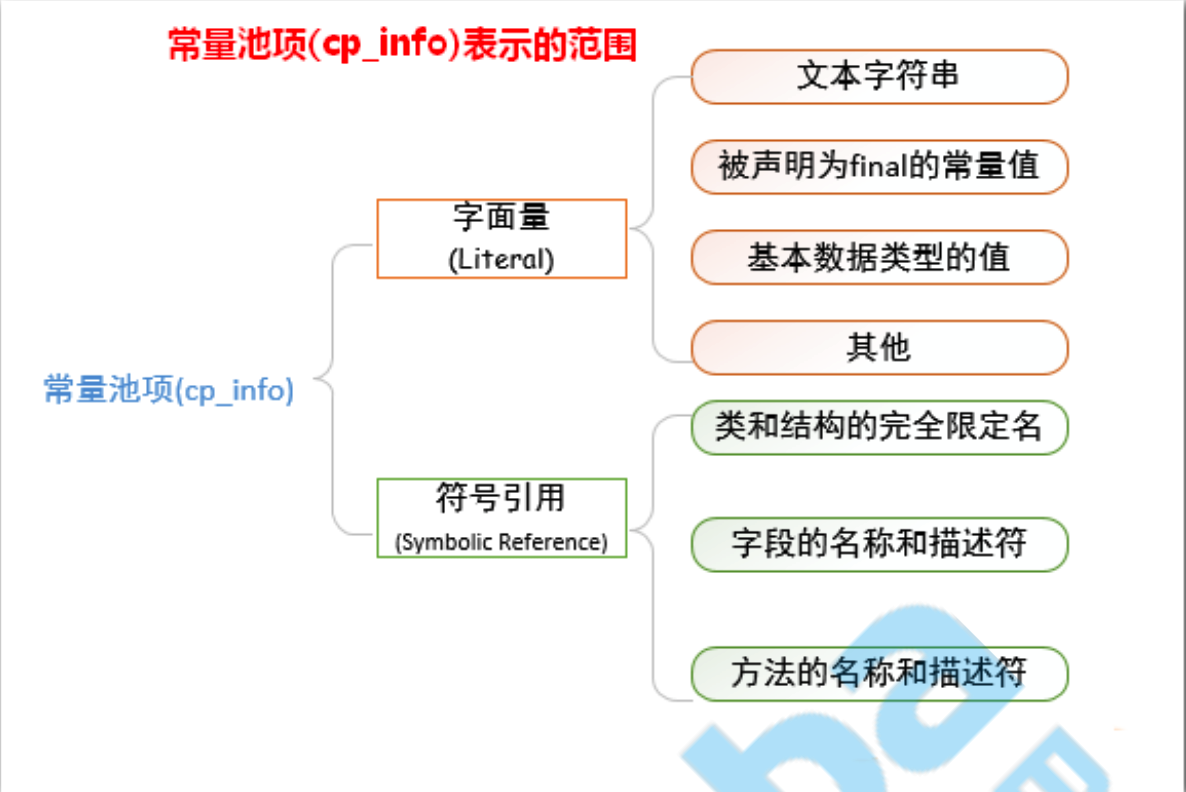 常量池项(cp_info)表示的范围
常量池项(cp_info)
字面量
(Literal)
文本字符串
被声明为final的常量值
基本数据类型的值
其他
符号引用
(Symbolic Reference)
类和结构的完全限定名
字段的名称和描述符
方法的名称和描述符